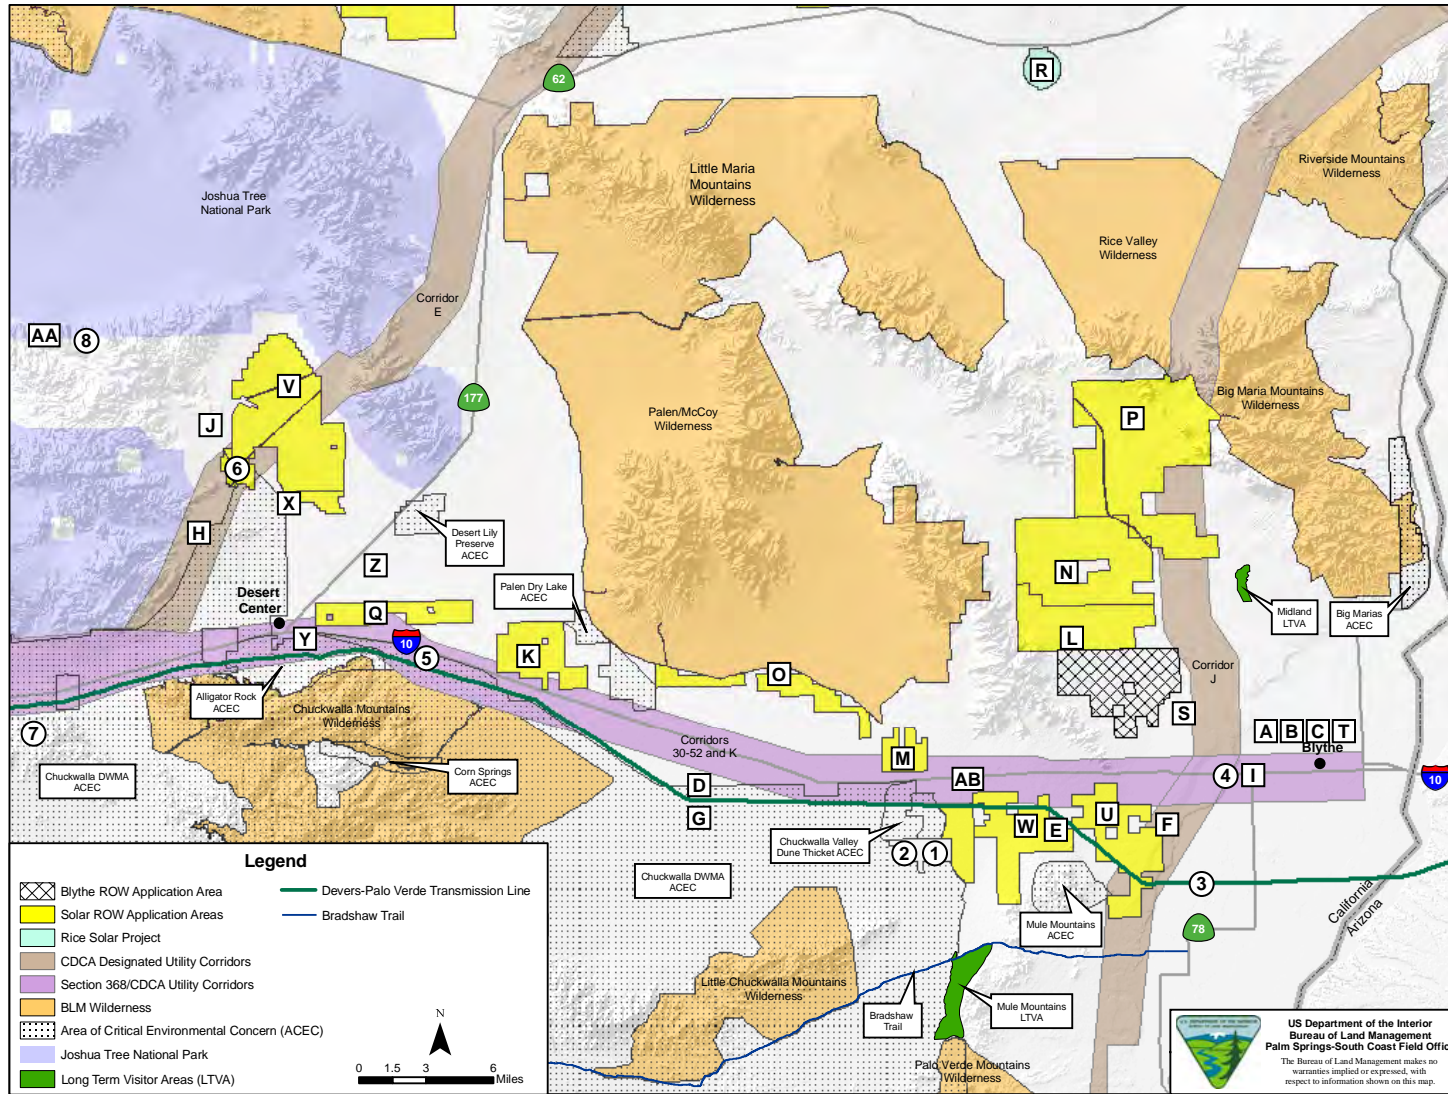 62
R
Little Maria
Mountains
Wilderness
Riverside Mountains
Wilderness
Joshua Tree
National Park
Rice Valley
Wilderness
Corridor
E
AA
8
V
177
J
Palen/McCoy
Wilderness
P
Big Maria Mountains
Wilderness
6
X
H
Desert Lily
Preserve
ACEC
Z
N
Palen Dry Lake
ACEC
Desert
Center
Q
Midland
LTVA
Big Marias
ACEC
Y
10
5
K
L
O
Corridor
J
Alligator Rock
ACEC
Chuckwalla Mountains
Wilderness
S
7
A
B
C
T
Blythe
Corridors
30-52 and K
M
Chuckwalla DWMA
ACEC
Corn Springs
ACEC
D
AB
4
I
10
G
U
W
E
F
Chuckwalla Valley
Dune Thicket ACEC
2
1
Chuckwalla DWMA
ACEC
3
California
Arizona
Mule Mountains
ACEC
78
Little Chuckwalla Mountains
Wilderness
Bradshaw
Trail
Mule Mountains
LTVA
Palo Verde Mountains
Wilderness
Legend
Blythe ROW Application Area
Solar ROW Application Areas
Rice Solar Project
CDCA Designated Utility Corridors
Section 368/CDCA Utility Corridors
BLM Wilderness
Area of Critical Environmental Concern (ACEC)
Joshua Tree National Park
Long Term Visitor Areas (LTVA)
Devers-Palo Verde Transmission Line
Bradshaw Trail
N
0 1.5 3 6
Miles
US Department of the Interior
Bureau of Land Management
Palm Springs-South Coast Field Offic
The Bureau of Land Management makes no
warranties implied or expressed, with
respect to information shown on this map.